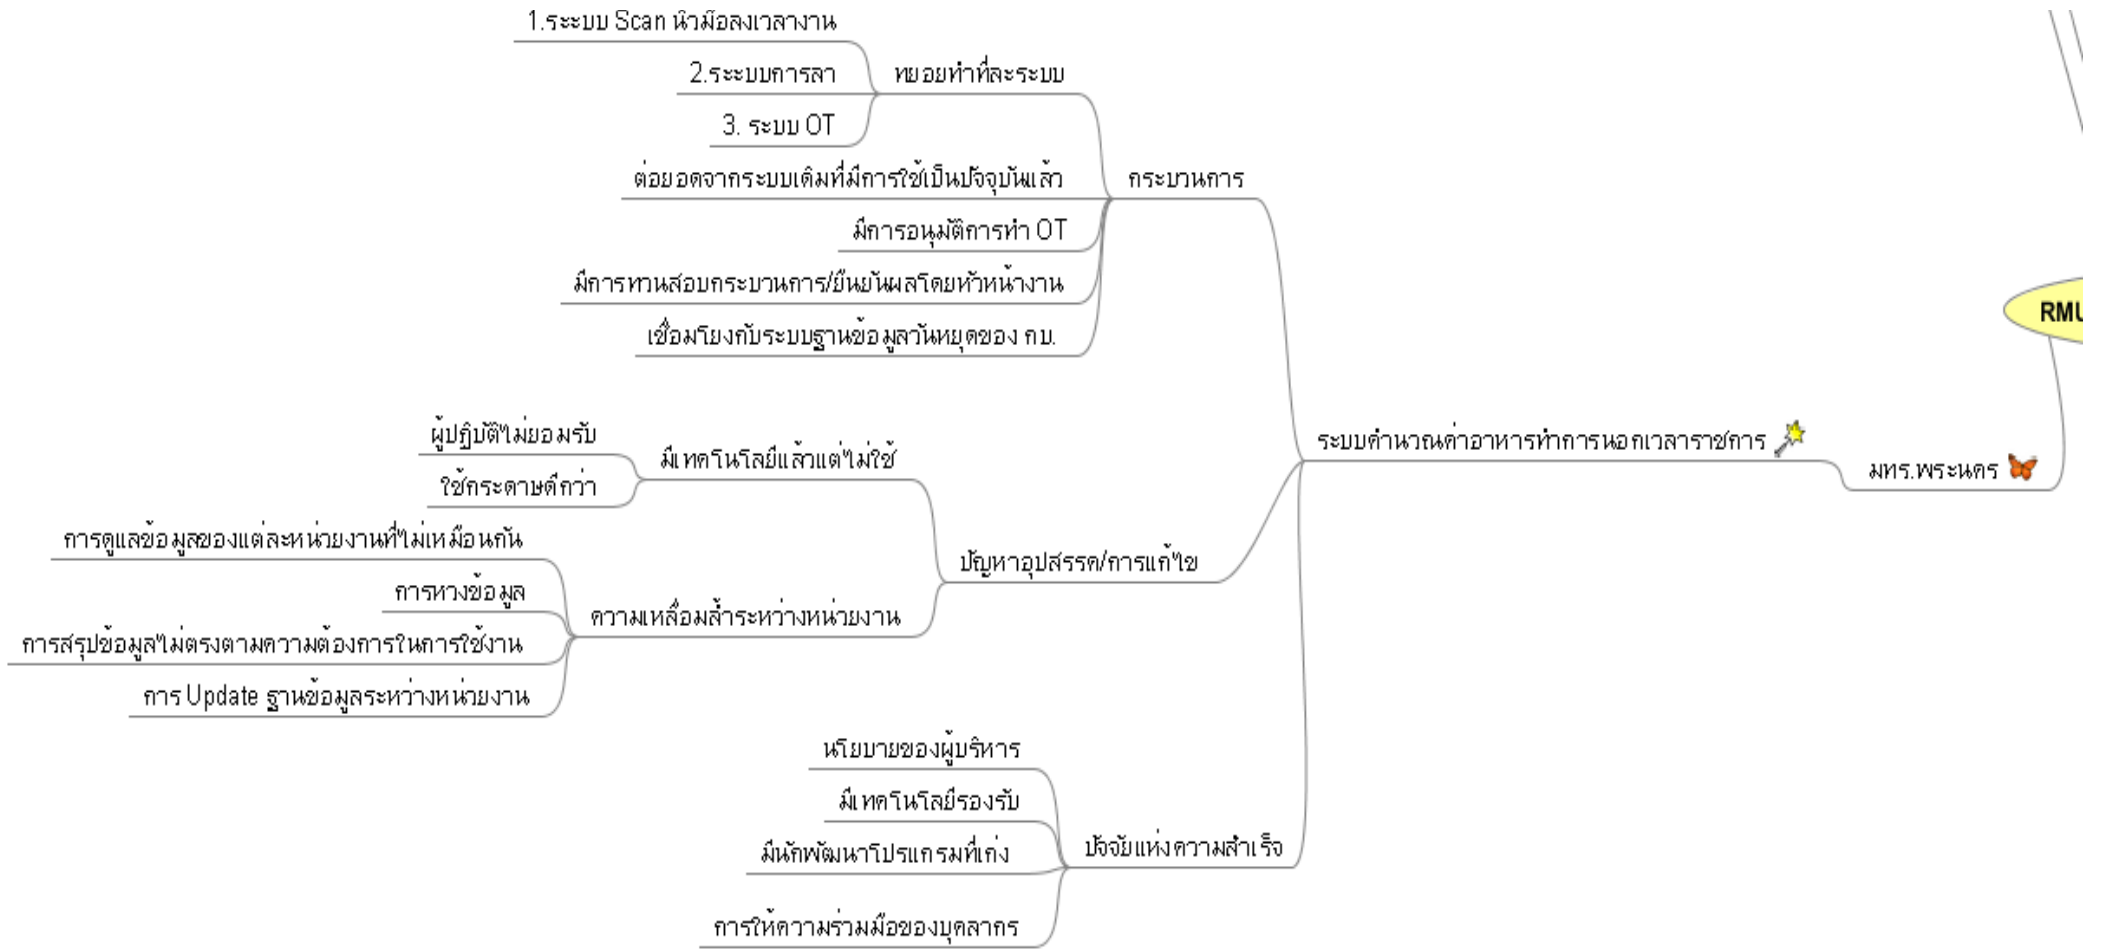 1.ระะบบ Scan นิ้วมือลงเวลางาน
2.ระะบบการลา
ทยอยทำที่ละระบบ
3. ระบบ OT
ต่อยอดจากระบบเดิมที่มีการใช้เป็นปัจจุบันแล้ว
กระบวนการ
มีการอนุมัติการทำ OT
มีการทวนสอบกระบวนการ/ยืนยันผลโดยหัวหน้างาน
เชื่อมโยงกับระบบฐานข้อมูลวันหยุดของ กบ.
RMU
ผู้ปฏิบัติไม่ยอมรับ
มีเทคโนโลยีแล้วแต่ไม่ใช้
ใช้กระดาษดีกว่า
ระบบคำนวณค่าอาหารทำการนอกเวลาราชการ
มทร.พระนคร
การดูแลข้อมูลของแต่ละหน่วยงานที่ไม่เหมือนกัน
ปัญหาอุปสรรค/การแก้ไข
การหวงข้อมูล
ความเหลื่อมล้ำระหว่างหน่วยงาน
การสรุปข้อมูลไม่ตรงตามความต้องการในการใช้งาน
การ Update ฐานข้อมูลระหว่างหน่วยงาน
นโยบายของผู้บริหาร
มีเทคโนโลยีรองรับ
ปัจจัยแห่งความสำเร็จ
มีนักพัฒนาโปรแกรมที่เก่ง
การให้ความร่วมมือของบุคลากร